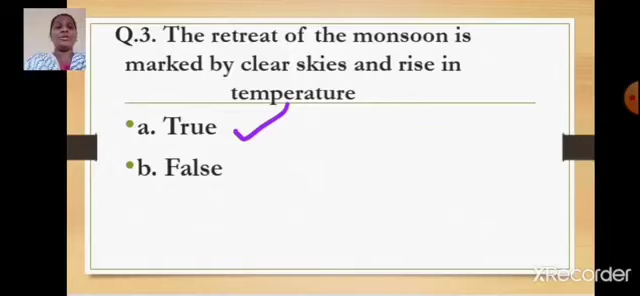 Q.3. The retreat of the monsoon is
marked by clear skies and rise in
temperature
•a. True
•b. False
XRecorder